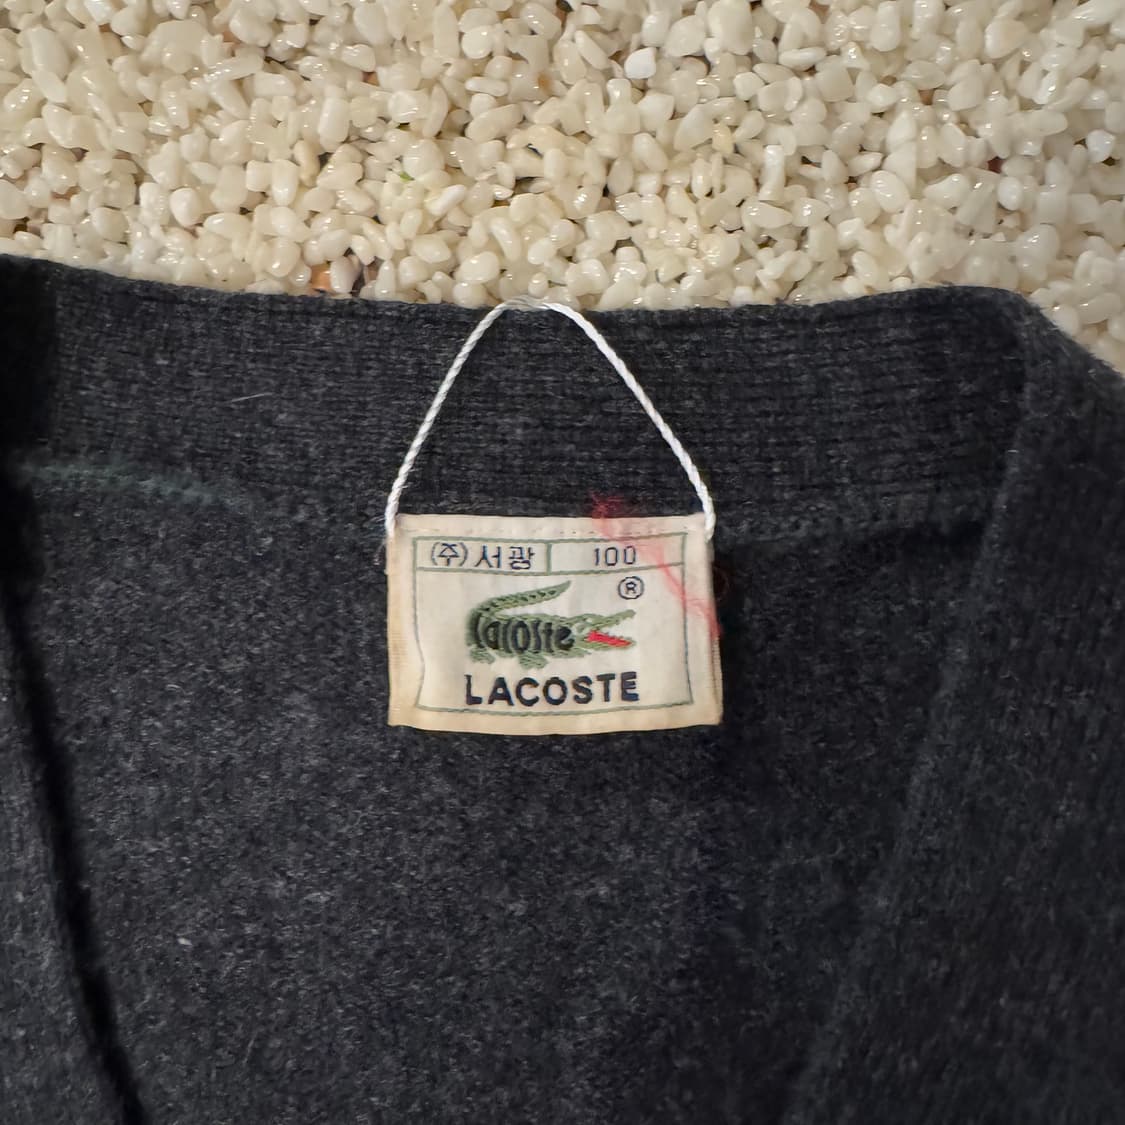 (주)서광 100
®
Lacoste
LACOSTE